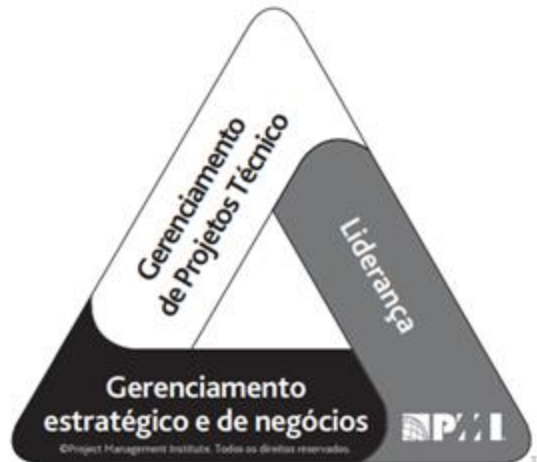 Gerenciamento
de Projetos Técnico
Liderança
Gerenciamento
estratégico e de negócios
©Project Management Institute. Todos os direitos reservados.
PMI